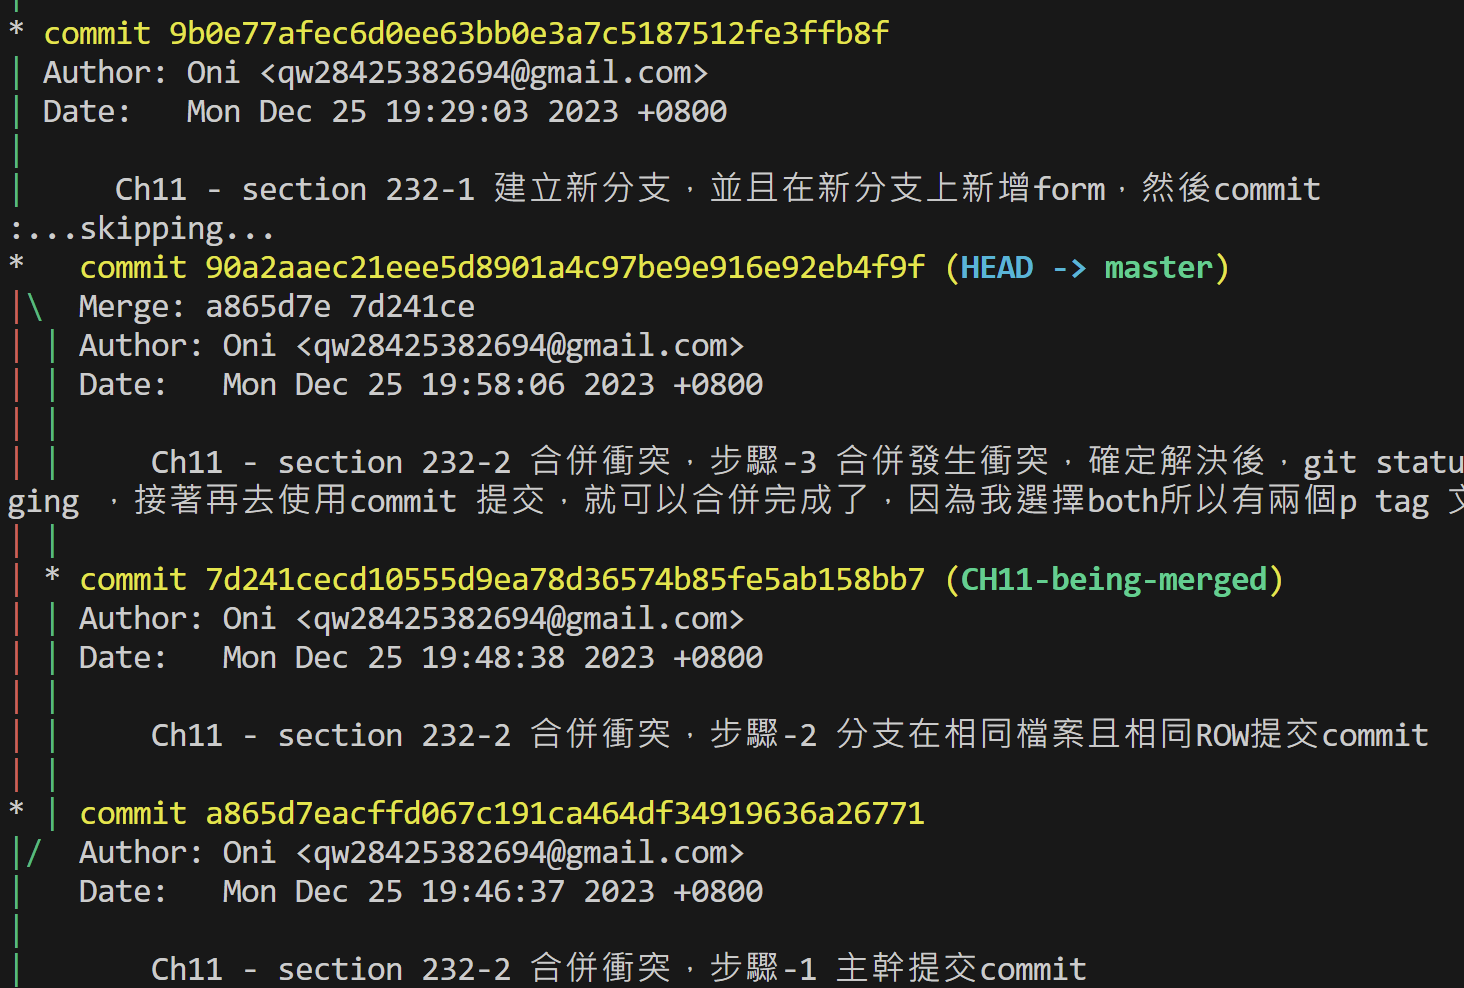 * commit 9b0e77afec6d0ee63bb0e3a7c5187512fe3ffb8f
| Author: Oni <qw28425382694@gmail.com>
| Date:   Mon Dec 25 19:29:03 2023 +0800
|
|     Ch11 - section 232-1 建立新分支，並且在新分支上新增form，然後commit
:...skipping...
*   commit 90a2aaec21eee5d8901a4c97be9e916e92eb4f9f (HEAD -> master)
|\  Merge: a865d7e 7d241ce
| | Author: Oni <qw28425382694@gmail.com>
| | Date:   Mon Dec 25 19:58:06 2023 +0800
| |
| |     Ch11 - section 232-2 合併衝突，步驟-3 合併發生衝突，確定解決後，git statu
ging ，接著再去使用commit 提交，就可以合併完成了，因為我選擇both所以有兩個p tag
| |
| * commit 7d241cecd10555d9ea78d36574b85fe5ab158bb7 (CH11-being-merged)
| | Author: Oni <qw28425382694@gmail.com>
| | Date:   Mon Dec 25 19:48:38 2023 +0800
| |
| |     Ch11 - section 232-2 合併衝突，步驟-2 分支在相同檔案且相同ROW提交commit
| |
* | commit a865d7eacffd067c191ca464df34919636a26771
|/  Author: Oni <qw28425382694@gmail.com>
|   Date:   Mon Dec 25 19:46:37 2023 +0800
|
|       Ch11 - section 232-2 合併衝突，步驟-1 主幹提交commit